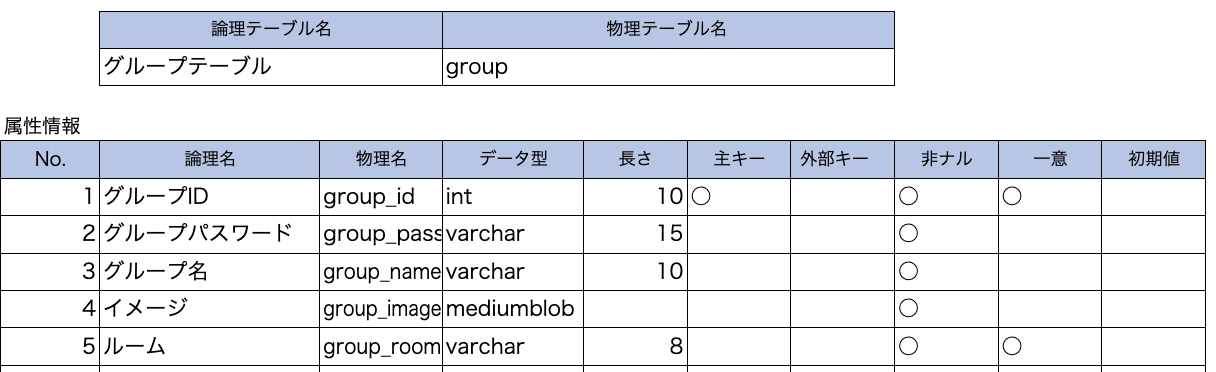 論理テーブル名 物理テーブル名
グループテーブル group
属性情報
No. 論理名 物理名 データ型 長さ 主キー 外部キー 非ナル 一意 初期値
1 グループID group_id int 10 〇 〇 〇
2 グループパスワード group_pass varchar 15 〇
3 グループ名 group_name varchar 10 〇
4 イメージ group_image mediumblob 〇
5 ルーム group_room varchar 8 〇 〇